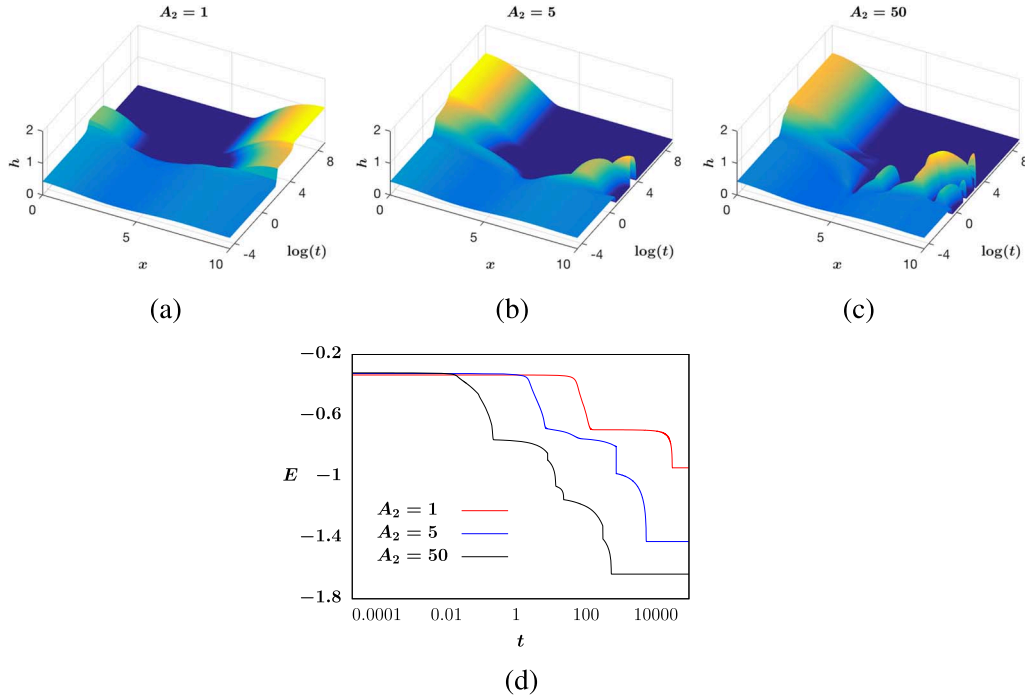 A₂ = 1
A₂ = 5
A₂ = 50
2
1
0
h
0
5
10
x
-4
0
4
8
log(t)
2
1
0
h
0
5
10
x
-4
0
4
8
log(t)
2
1
0
h
0
5
10
x
-4
0
4
8
log(t)
(a)
(b)
(c)
−0.2
−0.6
E −1
−1.4
−1.8
A₂ = 1
A₂ = 5
A₂ = 50
0.0001 0.01 1 100 10000
t
(d)